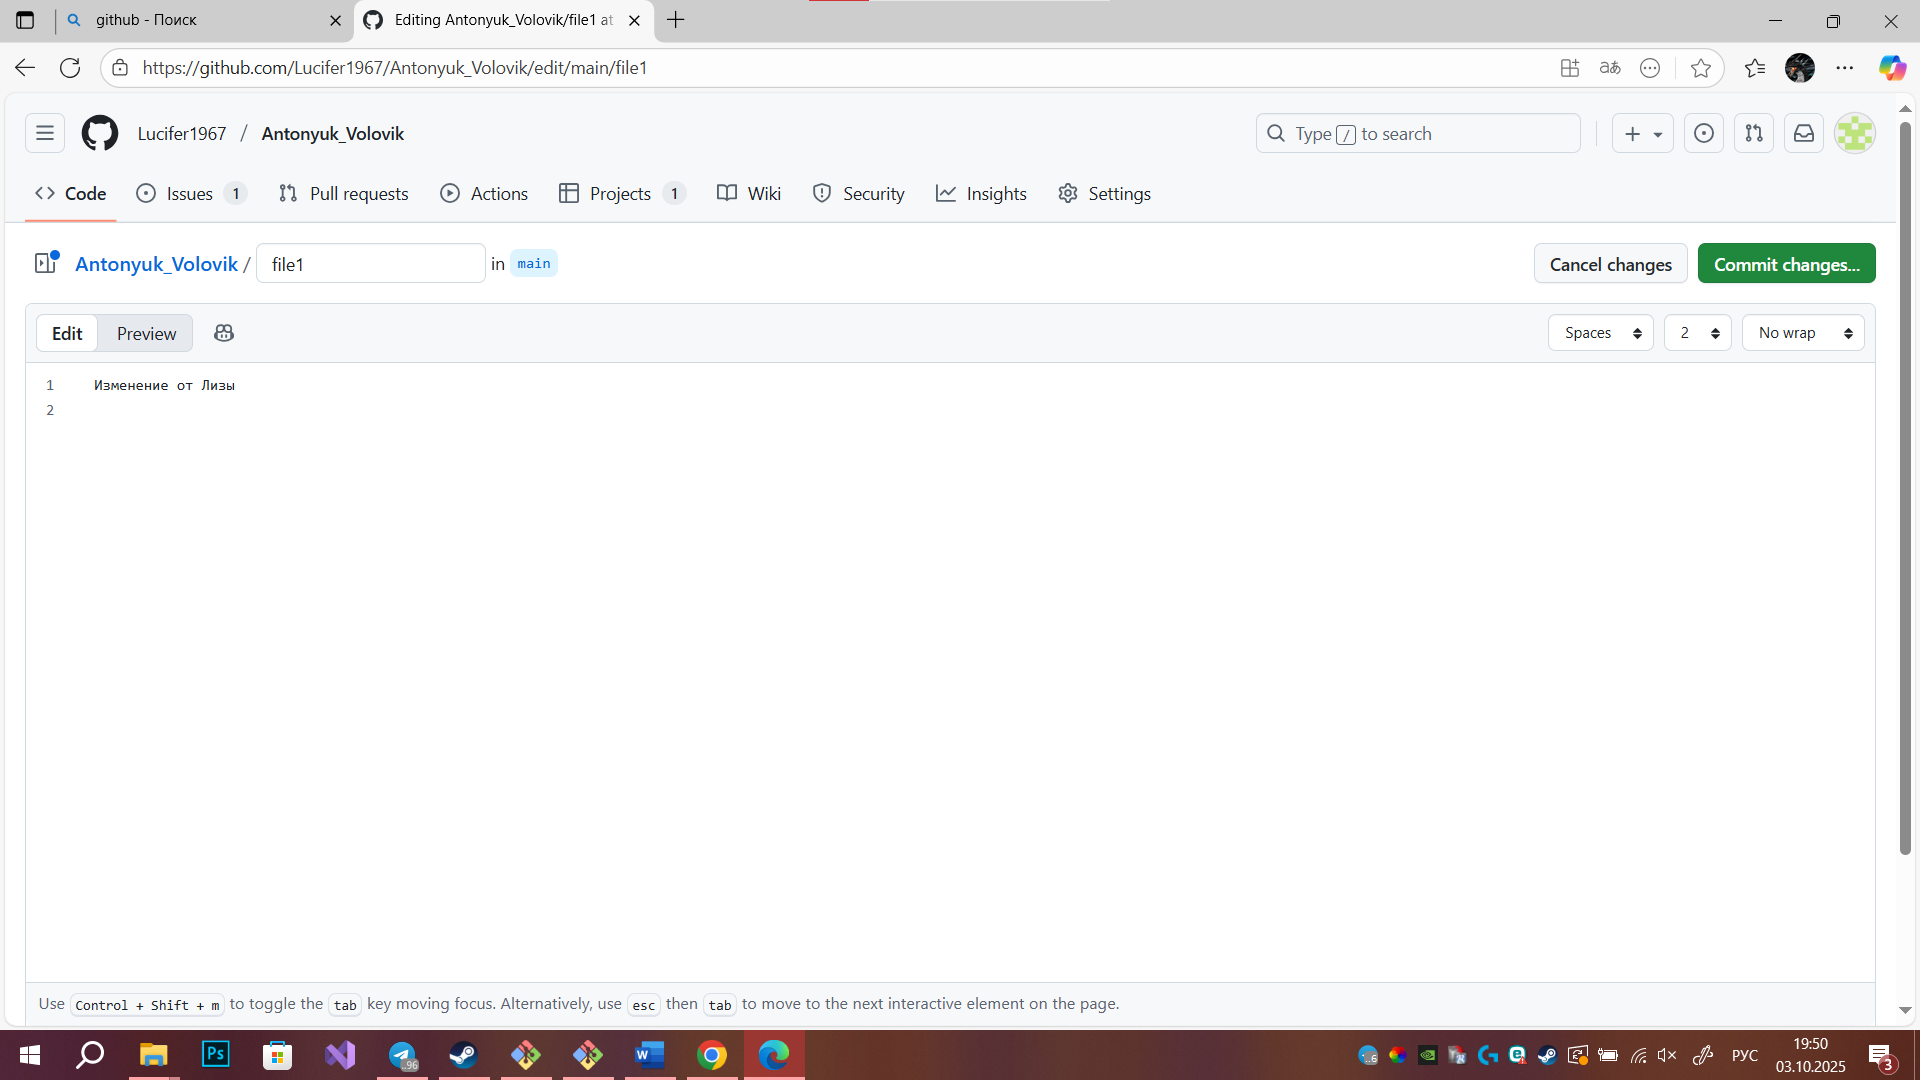 github - Поиск
Editing Antonyuk_Volovik/file1 at
https://github.com/Lucifer1967/Antonyuk_Volovik/edit/main/file1
Lucifer1967 / Antonyuk_Volovik
Type / to search
Code
Issues 1
Pull requests
Actions
Projects 1
Wiki
Security
Insights
Settings
Antonyuk_Volovik / file1 in main
Cancel changes
Commit changes...
Edit
Preview
Spaces
2
No wrap
1 Изменение от Лизы
2
Use Control + Shift + m to toggle the tab key moving focus. Alternatively, use esc then tab to move to the next interactive element on the page.
Ps
..96
W
..6
РУС
19:50
03.10.2025
3